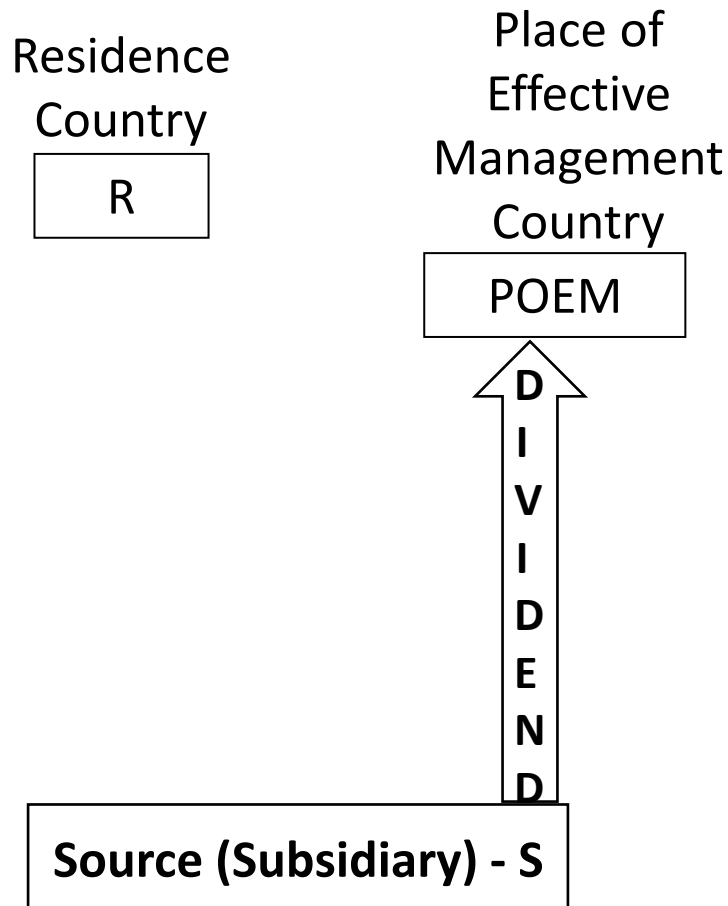 Residence
Country
R
Place of
Effective
Management
Country
POEM
D
I
V
I
D
E
N
D
Source (Subsidiary) - S